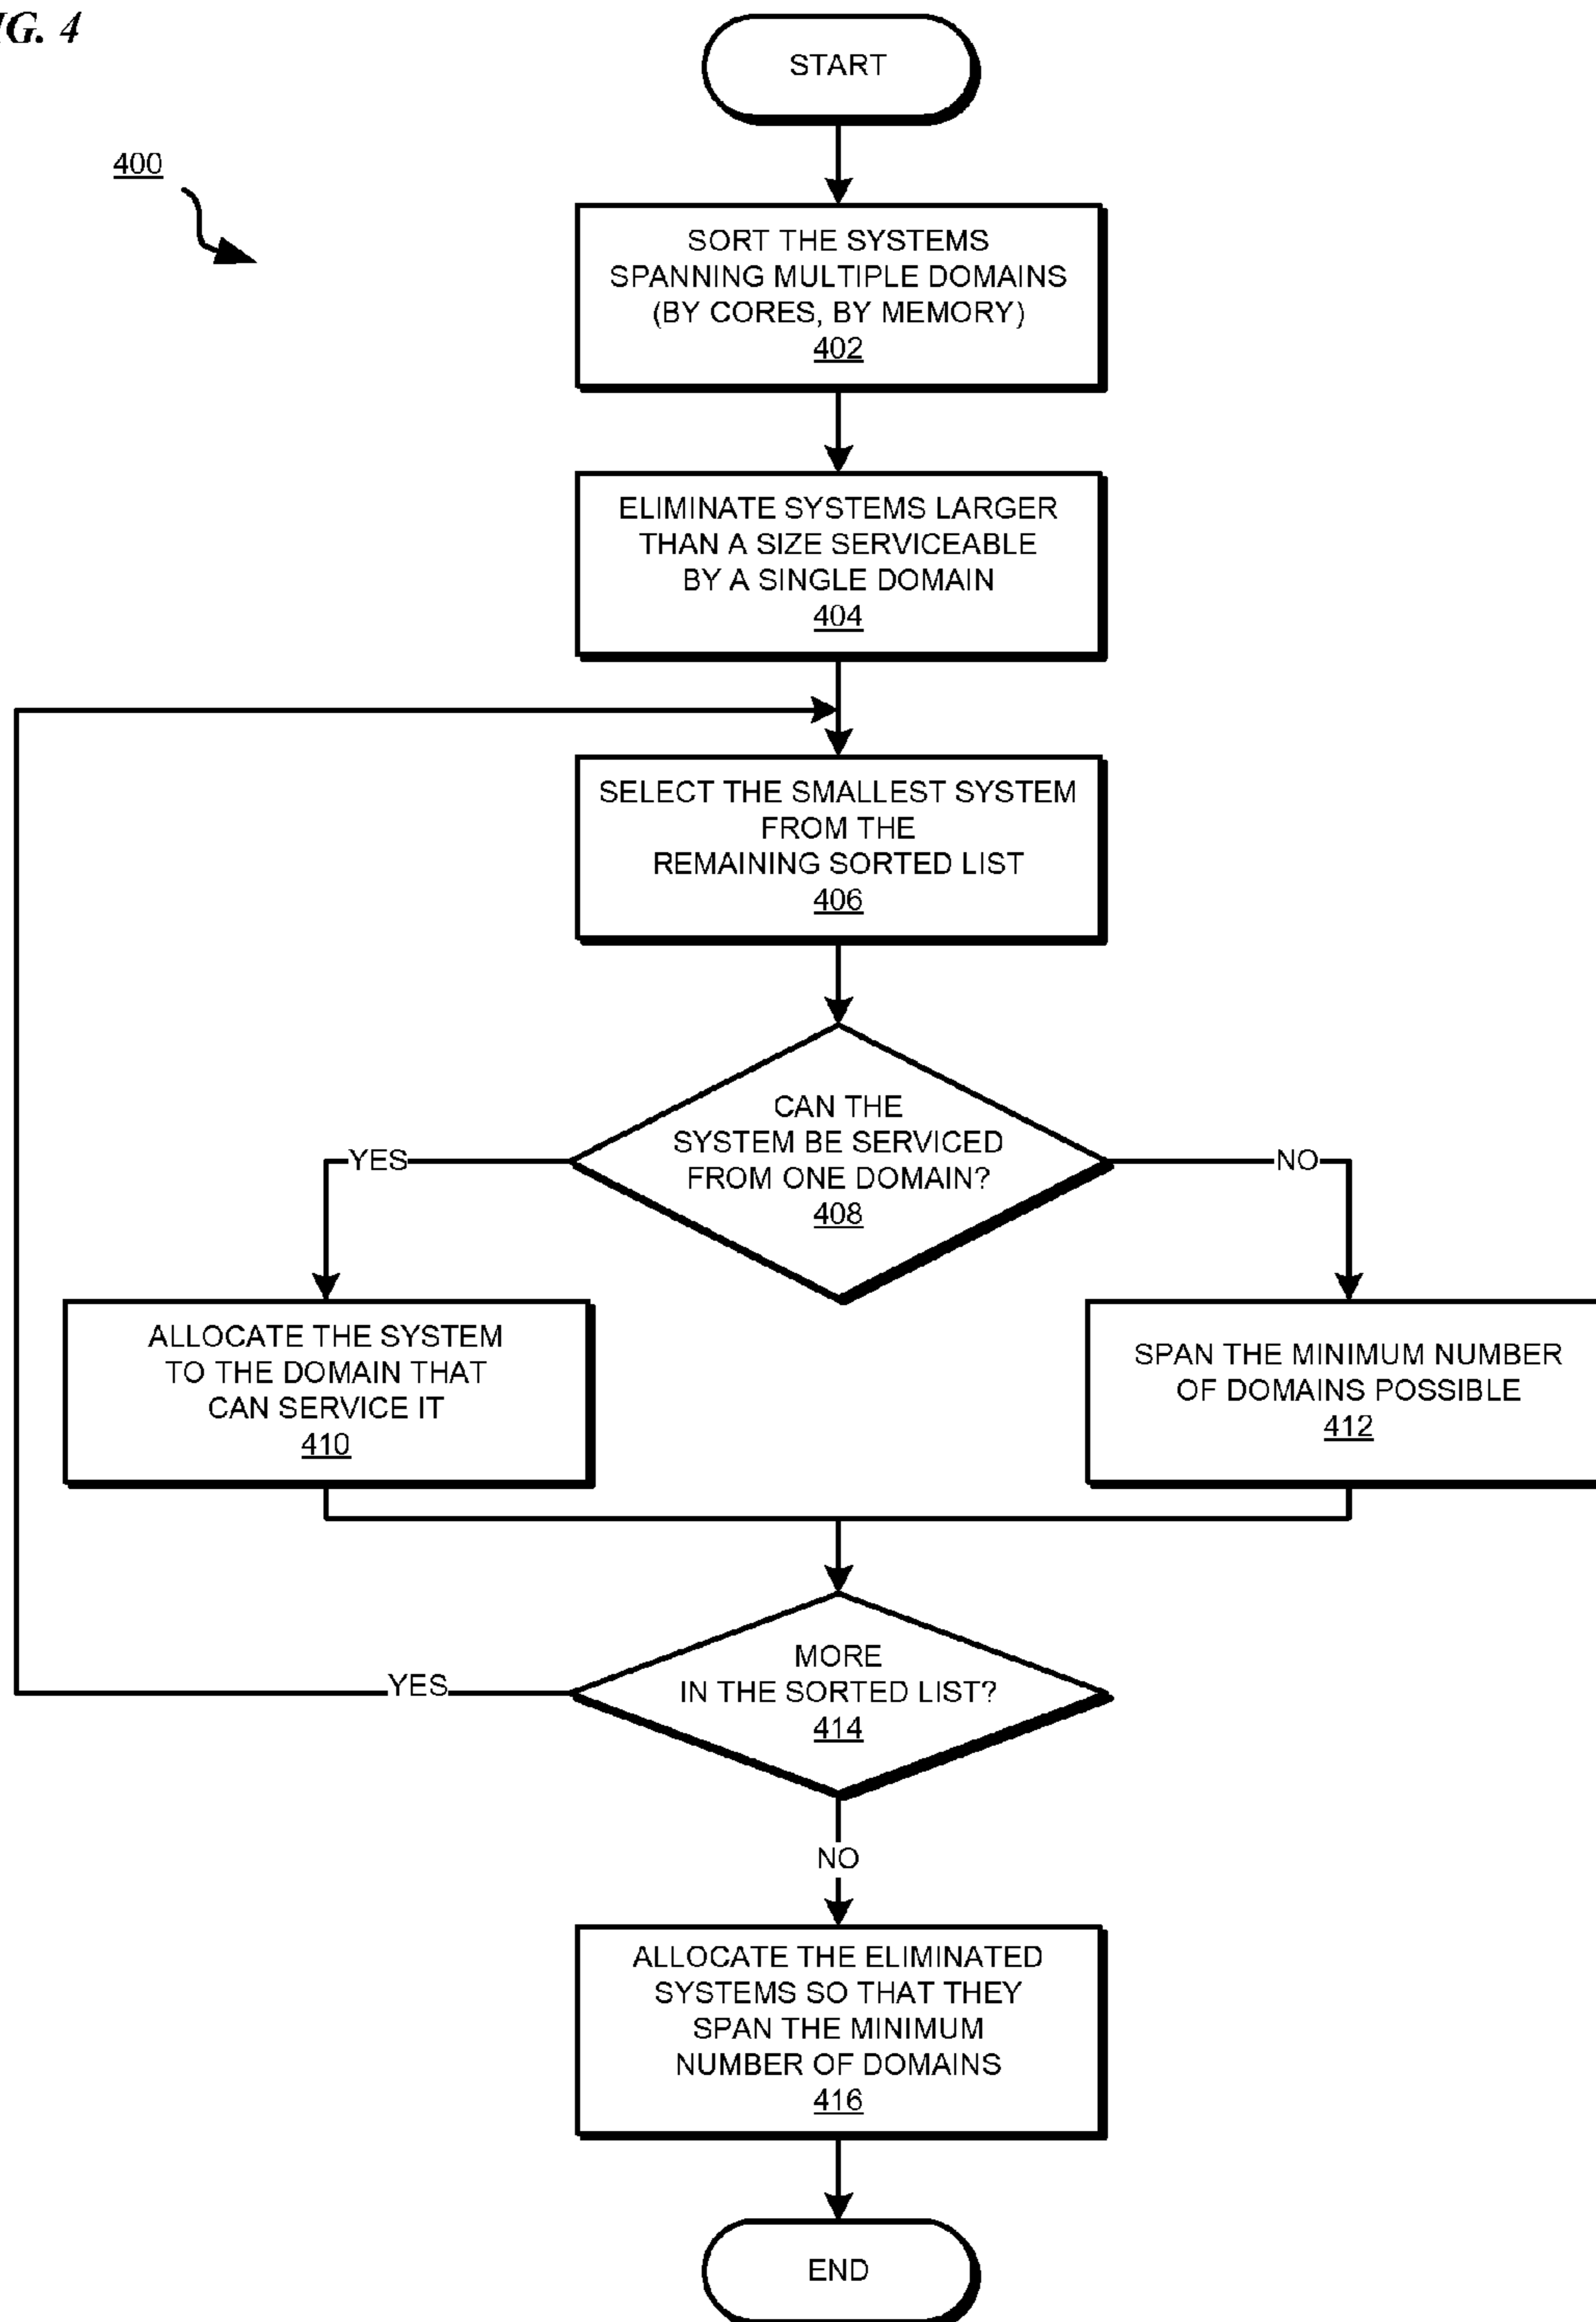 IG. 4
START
400
SORT THE SYSTEMS
SPANNING MULTIPLE DOMAINS
(BY CORES, BY MEMORY)
402
ELIMINATE SYSTEMS LARGER
THAN A SIZE SERVICEABLE
BY A SINGLE DOMAIN
404
SELECT THE SMALLEST SYSTEM
FROM THE
REMAINING SORTED LIST
406
CAN THE
SYSTEM BE SERVICED
FROM ONE DOMAIN?
408
YES
NO
ALLOCATE THE SYSTEM
TO THE DOMAIN THAT
CAN SERVICE IT
410
SPAN THE MINIMUM NUMBER
OF DOMAINS POSSIBLE
412
MORE
IN THE SORTED LIST?
414
YES
NO
ALLOCATE THE ELIMINATED
SYSTEMS SO THAT THEY
SPAN THE MINIMUM
NUMBER OF DOMAINS
416
END